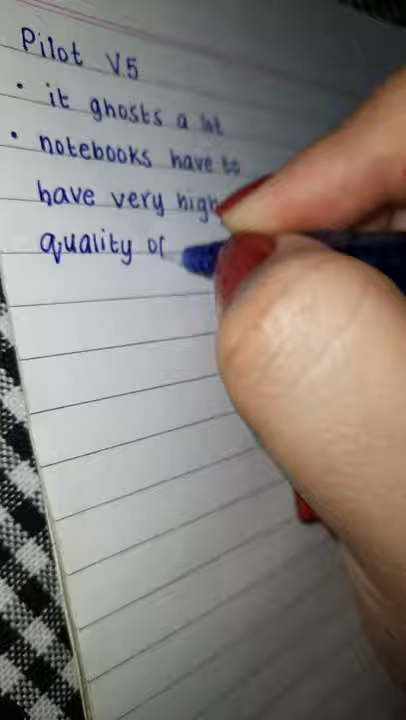 Pilot V5
• it ghosts a lot
• notebooks have to
have very high
quality of